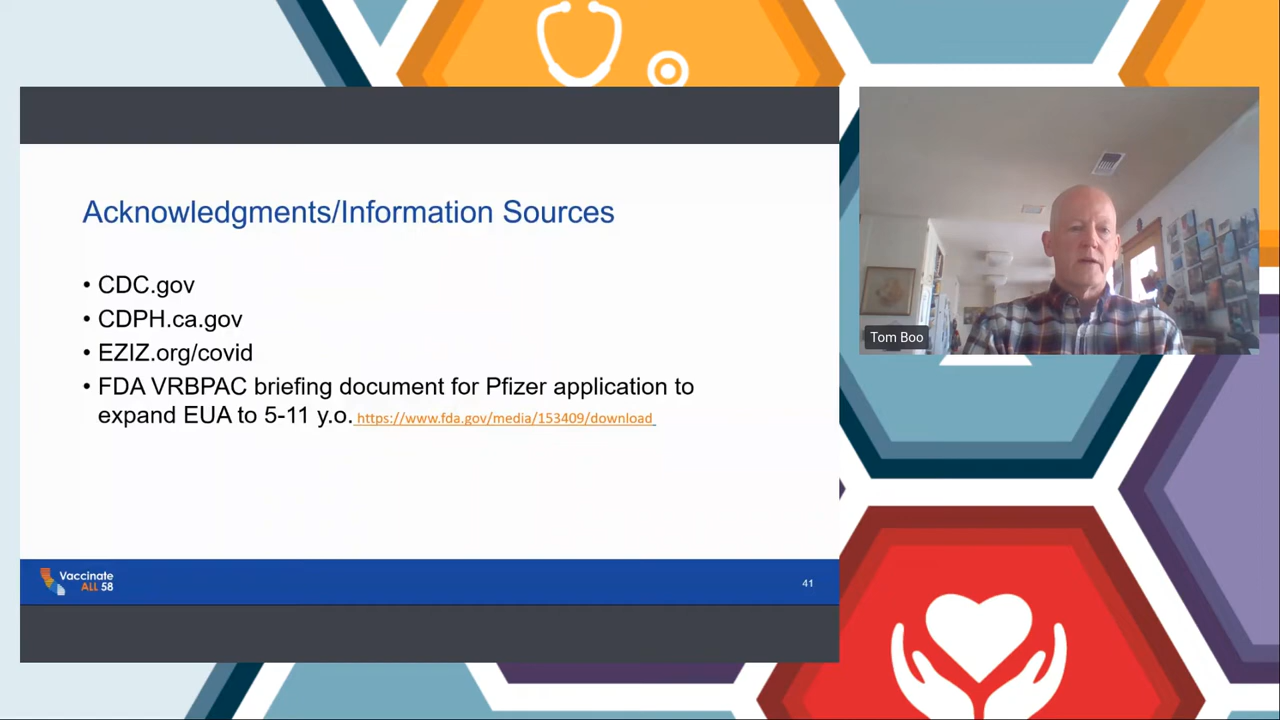 Acknowledgments/Information Sources
• CDC.gov
• CDPH.ca.gov
• EZIZ.org/covid
• FDA VRBPAC briefing document for Pfizer application to
expand EUA to 5-11 y.o. https://www.fda.gov/media/153409/download
Vaccinate
ALL 58
41
Tom Boo